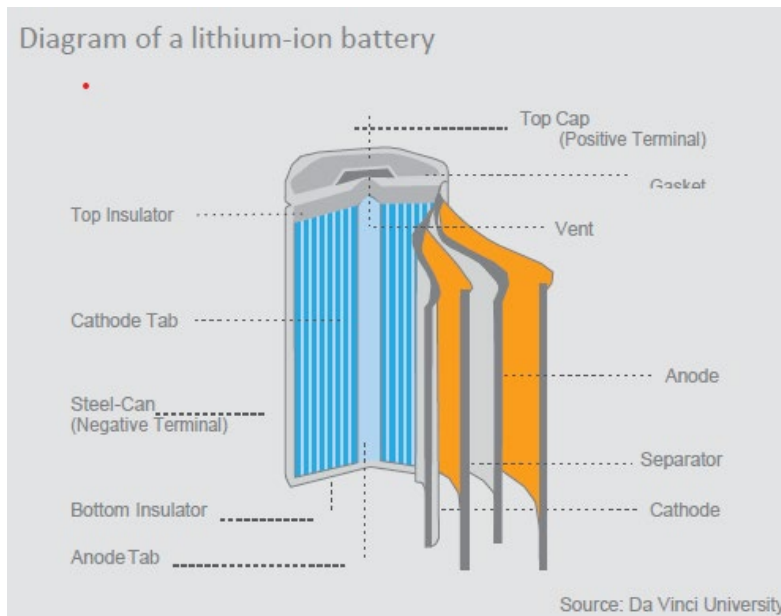 Diagram of a lithium-ion battery
Top Cap
(Positive Terminal)
Gasket
Top Insulator
Vent
Cathode Tab
Anode
Steel-Can
(Negative Terminal)
Separator
Bottom Insulator
Cathode
Anode Tab
Source: Da Vinci University